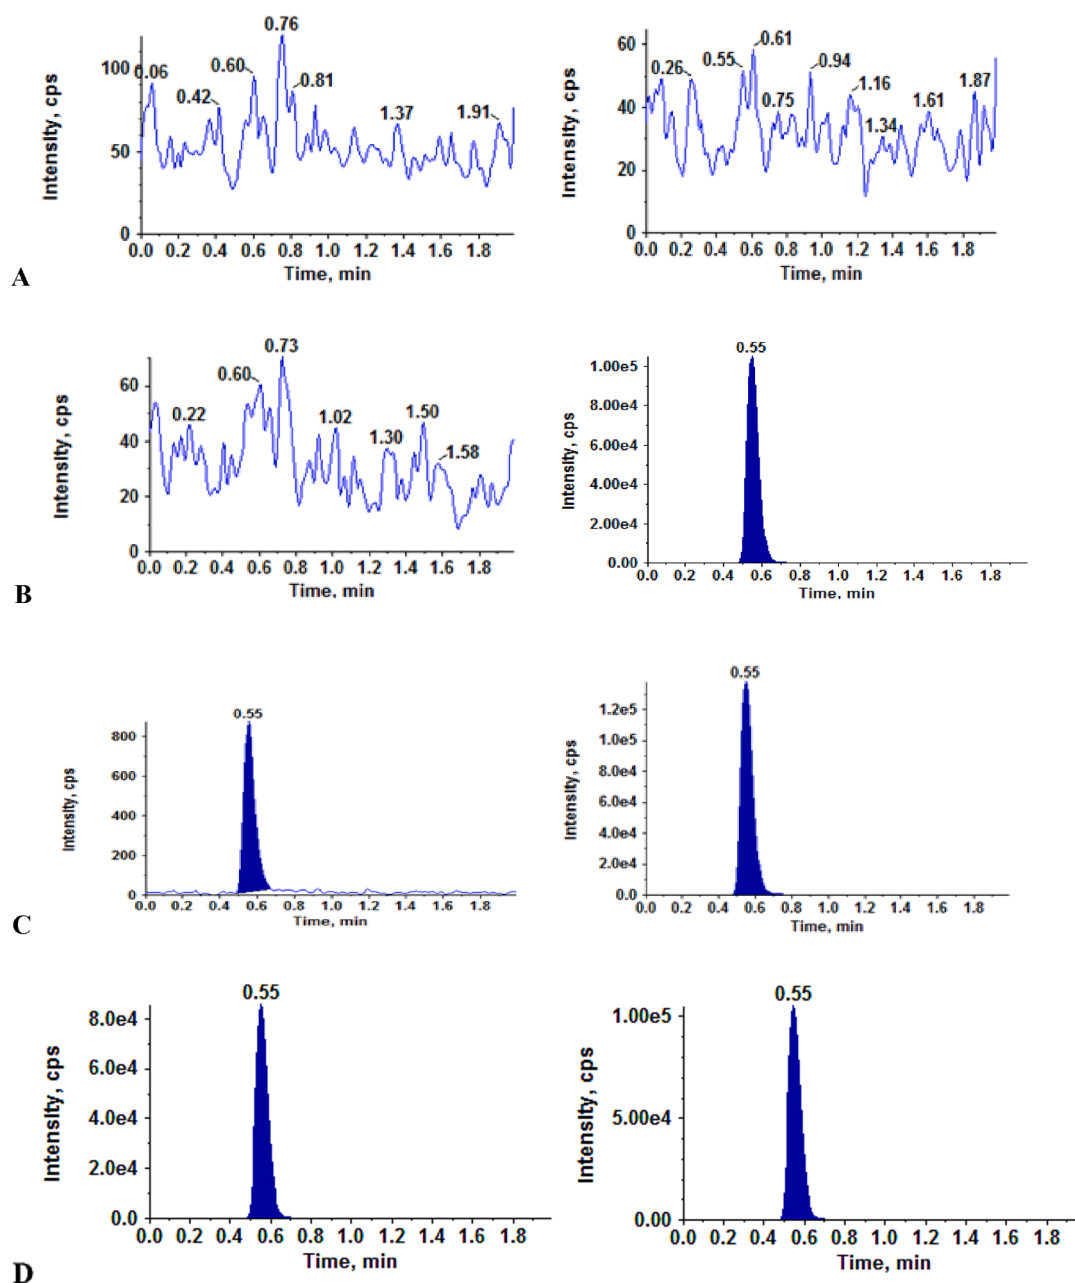 0.06 0.42 0.60 0.76 0.81 1.37 1.91
Intensity, cps
100
50
0
0.0 0.2 0.4 0.6 0.8 1.0 1.2 1.4 1.6 1.8
Time, min
0.26 0.55 0.61 0.75 0.94 1.16 1.34 1.61 1.87
Intensity, cps
60
40
20
0
0.0 0.2 0.4 0.6 0.8 1.0 1.2 1.4 1.6 1.8
Time, min
A
0.22 0.60 0.73 1.02 1.30 1.50 1.58
Intensity, cps
60
40
20
0
0.0 0.2 0.4 0.6 0.8 1.0 1.2 1.4 1.6 1.8
Time, min
0.55
Intensity, cps
1.00e5
8.00e4
6.00e4
4.00e4
2.00e4
0.00
0.0 0.2 0.4 0.6 0.8 1.0 1.2 1.4 1.6 1.8
Time, min
B
0.55
Intensity, cps
800
600
400
200
0
0.0 0.2 0.4 0.6 0.8 1.0 1.2 1.4 1.6 1.8
Time, min
0.55
Intensity, cps
1.2e5
1.0e5
8.0e4
6.0e4
4.0e4
2.0e4
0.0
0.0 0.2 0.4 0.6 0.8 1.0 1.2 1.4 1.6 1.8
Time, min
C
0.55
Intensity, cps
8.0e4
6.0e4
4.0e4
2.0e4
0.0
0.0 0.2 0.4 0.6 0.8 1.0 1.2 1.4 1.6 1.8
Time, min
0.55
Intensity, cps
1.00e5
5.00e4
0.00
0.0 0.2 0.4 0.6 0.8 1.0 1.2 1.4 1.6 1.8
Time, min
D